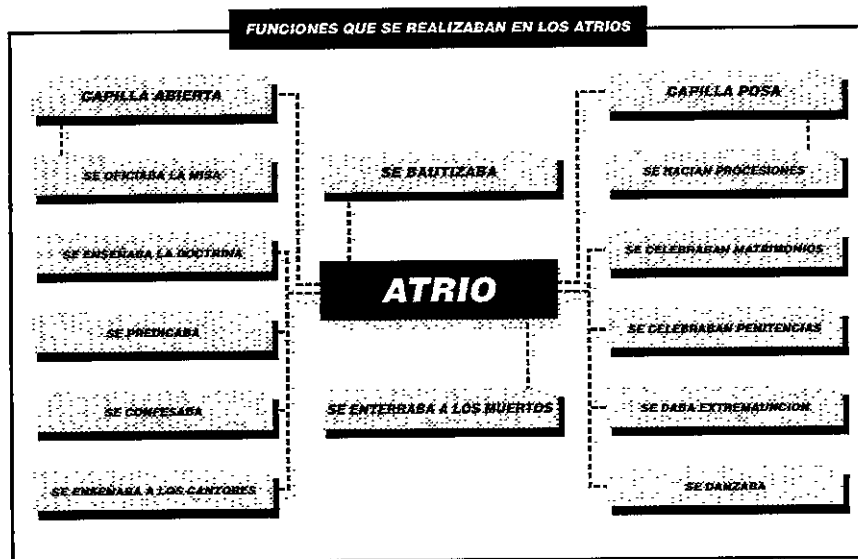 FUNCIONES QUE SE REALIZABAN EN LOS ATRIOS
CAPILLA ABIERTA
SE OFICIABA LA MISA
SE ENSEÑABA LA DOCTRINA
SE PREDICABA
SE CONFESABA
SE ENSEÑABA A LOS CANTORES
SE BAUTIZABA
ATRIO
SE ENTERRABA A LOS MUERTOS
CAPILLA POSA
SE HACIAN PROCESIONES
SE CELEBRABAN MATRIMONIOS
SE CELEBRABAN PENITENCIAS
SE DABA EXTREMAUNCION
SE DANZABA